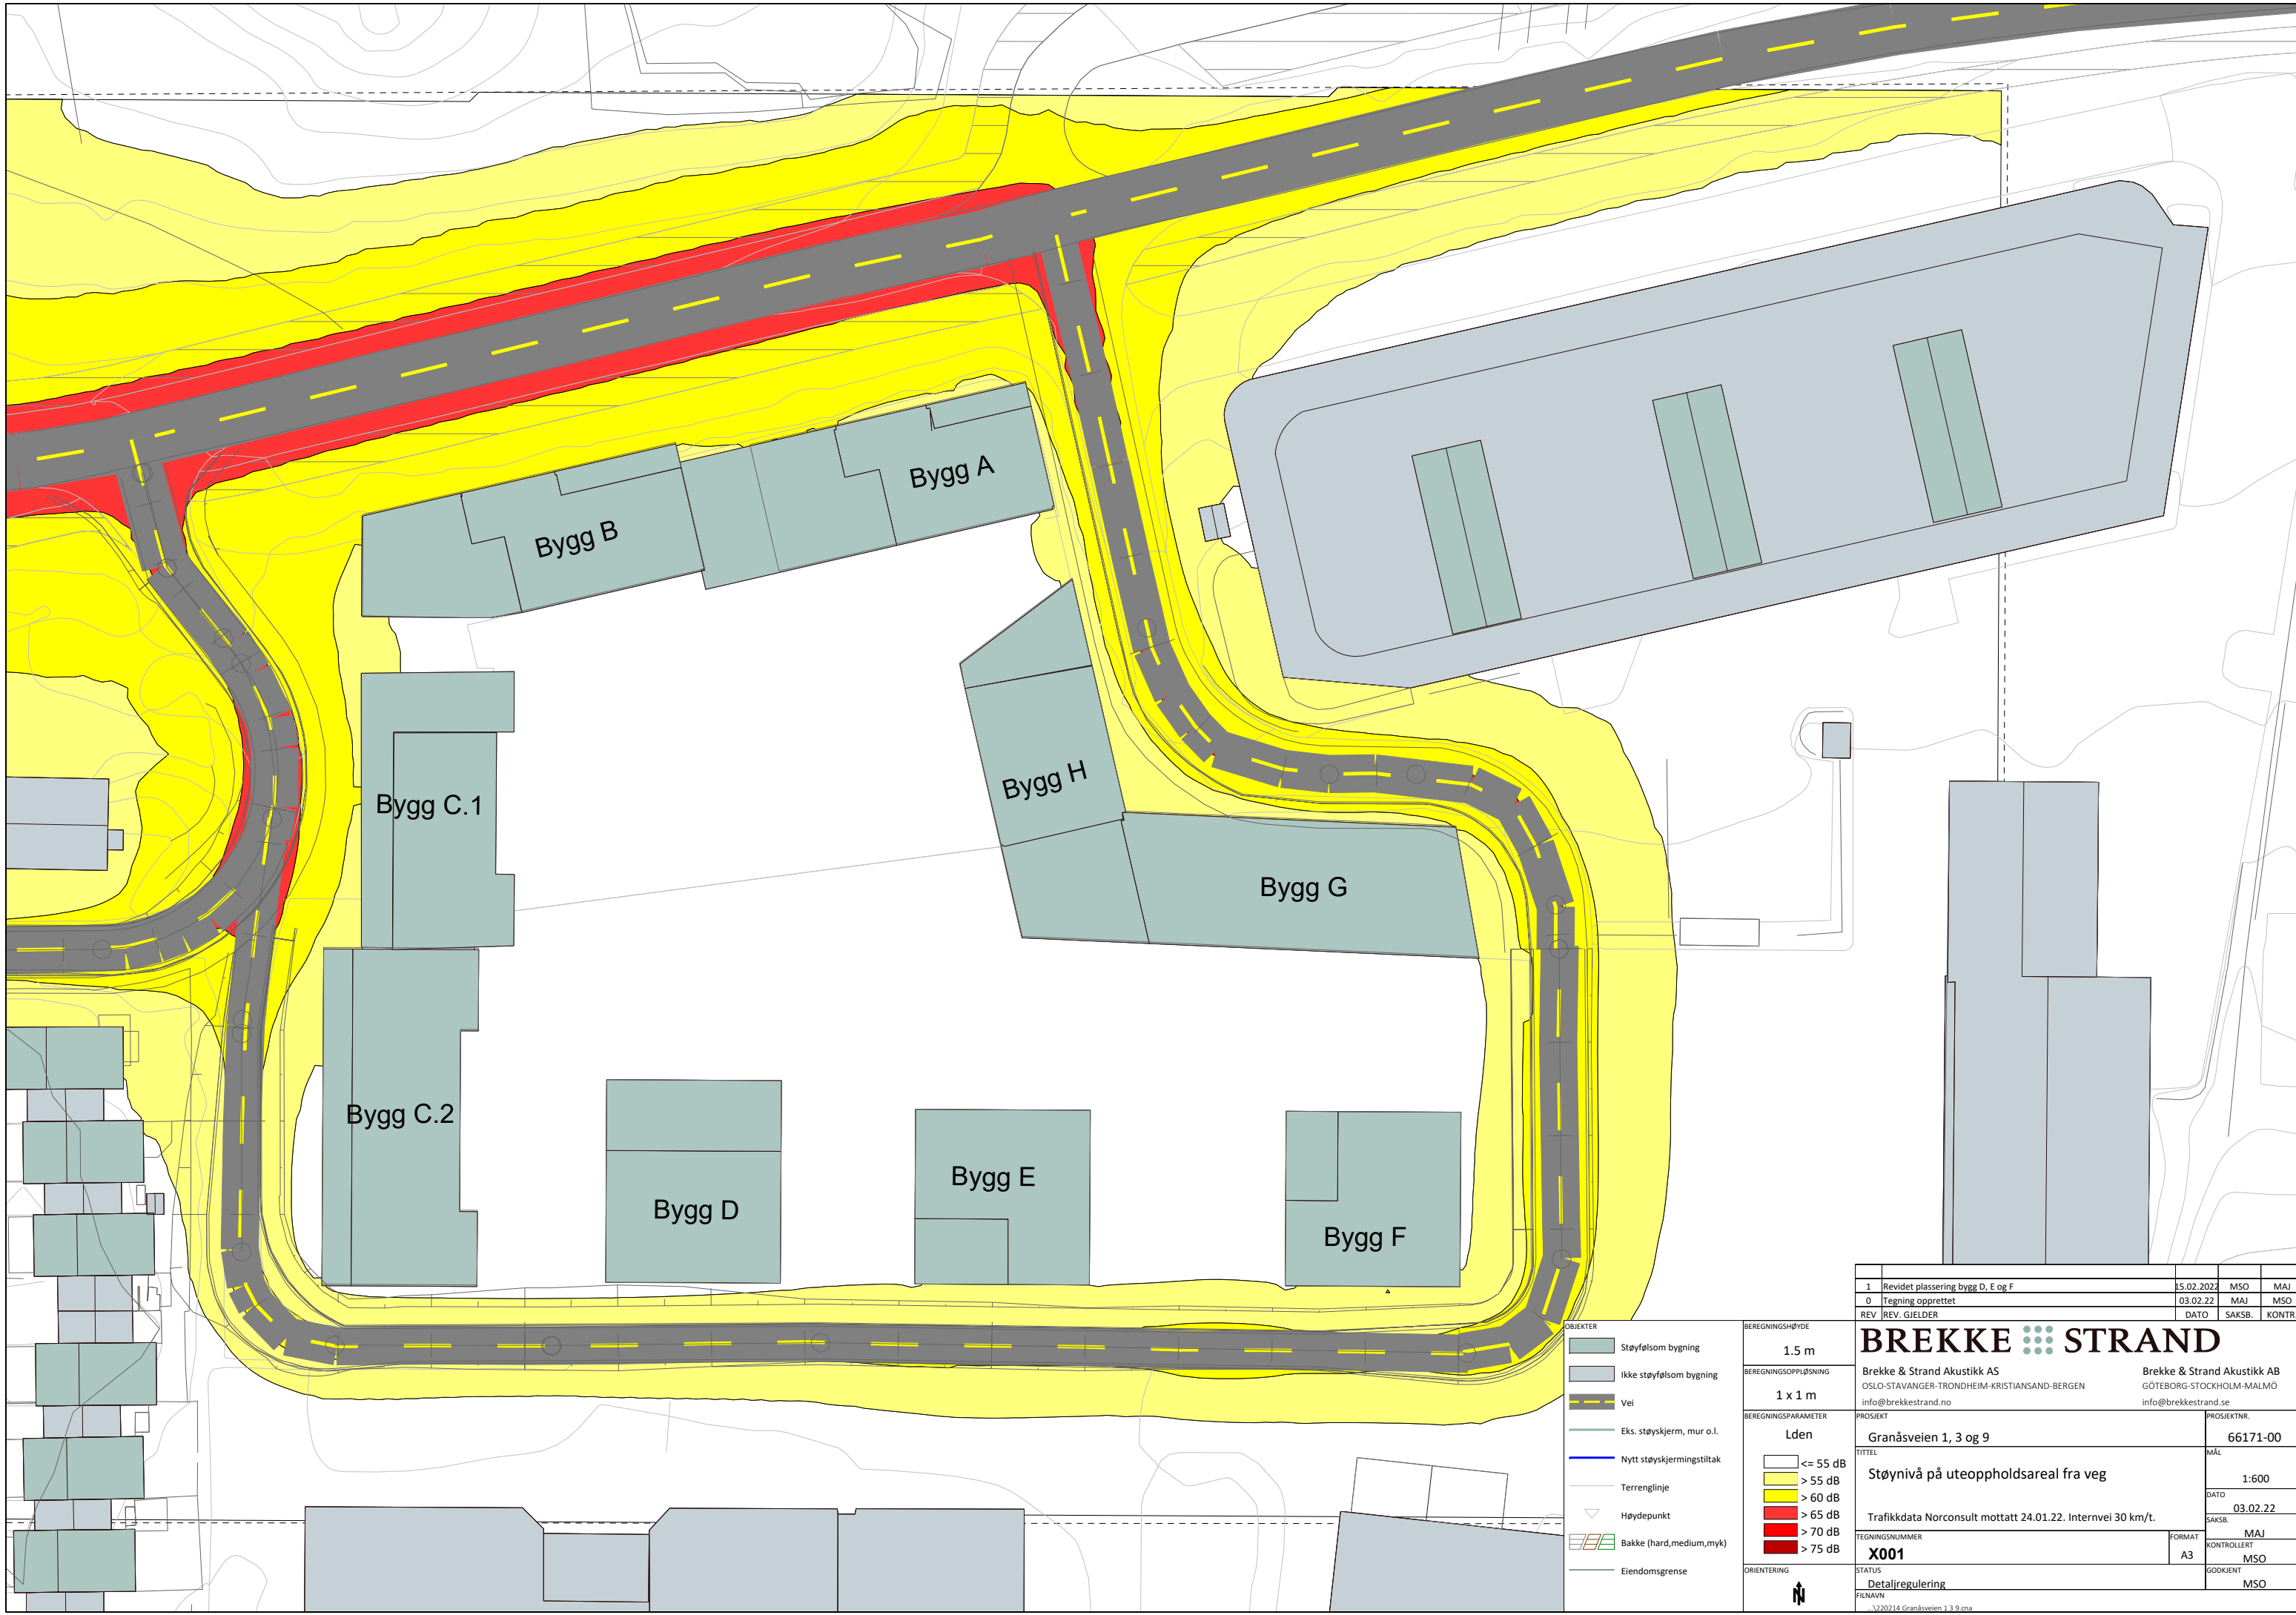 Bygg A
Bygg B
Bygg H
Bygg C.1
Bygg G
Bygg C.2
Bygg E
Bygg D
Bygg F
1 Revidet plassering bygg D, E og F 15.02.2022 MSO MAJ
0 Tegning opprettet 03.02.22 MAJ MSO
REV REV. GJELDER DATO SAKSB. KONTR.
OBJEKTER
Støyfølsom bygning
Ikke støyfølsom bygning
Vei
Eks. støyskjerm, mur o.l.
Nytt støyskjermingstiltak
Terrenglinje
Høydepunkt
Bakke (hard,medium,myk)
Eiendomsgrense
BEREGNINGSHØYDE
1.5 m
BEREGNINGSOPPLØSNING
1 x 1 m
BEREGNINGSPARAMETER
Lden
<= 55 dB
> 55 dB
> 60 dB
> 65 dB
> 70 dB
> 75 dB
ORIENTERING
N
BREKKE STRAND
Brekke & Strand Akustikk AS
OSLO-STAVANGER-TRONDHEIM-KRISTIANSAND-BERGEN
info@brekkestrand.no
Brekke & Strand Akustikk AB
GÖTEBORG-STOCKHOLM-MALMÖ
info@brekkestrand.se
PROSJEKT
Granåsveien 1, 3 og 9
PROSJEKTNR.
66171-00
TITTEL
Støynivå på uteoppholdsareal fra veg
Trafikkdata Norconsult mottatt 24.01.22. Internvei 30 km/t.
MÅL
1:600
DATO
03.02.22
SAKSB.
MAJ
TEGNINGSNUMMER
X001
FORMAT
A3
KONTROLLERT
MSO
STATUS
Detaljregulering
GODKJENT
MSO
FILNAVN
...\220214 Granåsveien 1 3 9.cna